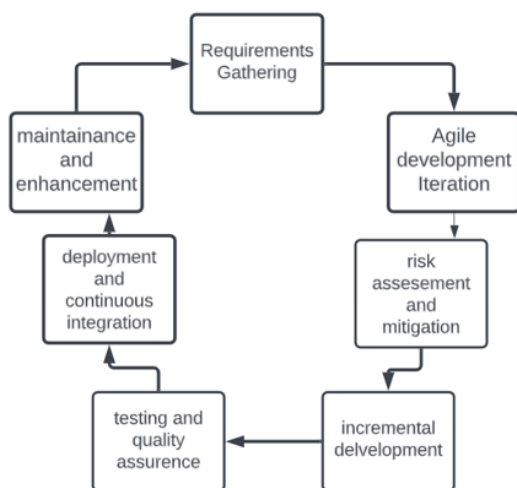 Requirements
Gathering
Agile
development
Iteration
risk
assesement
and
mitigation
incremental
delvelopment
testing and
quality
assurence
deployment
and
continuous
integration
maintainance
and
enhancement